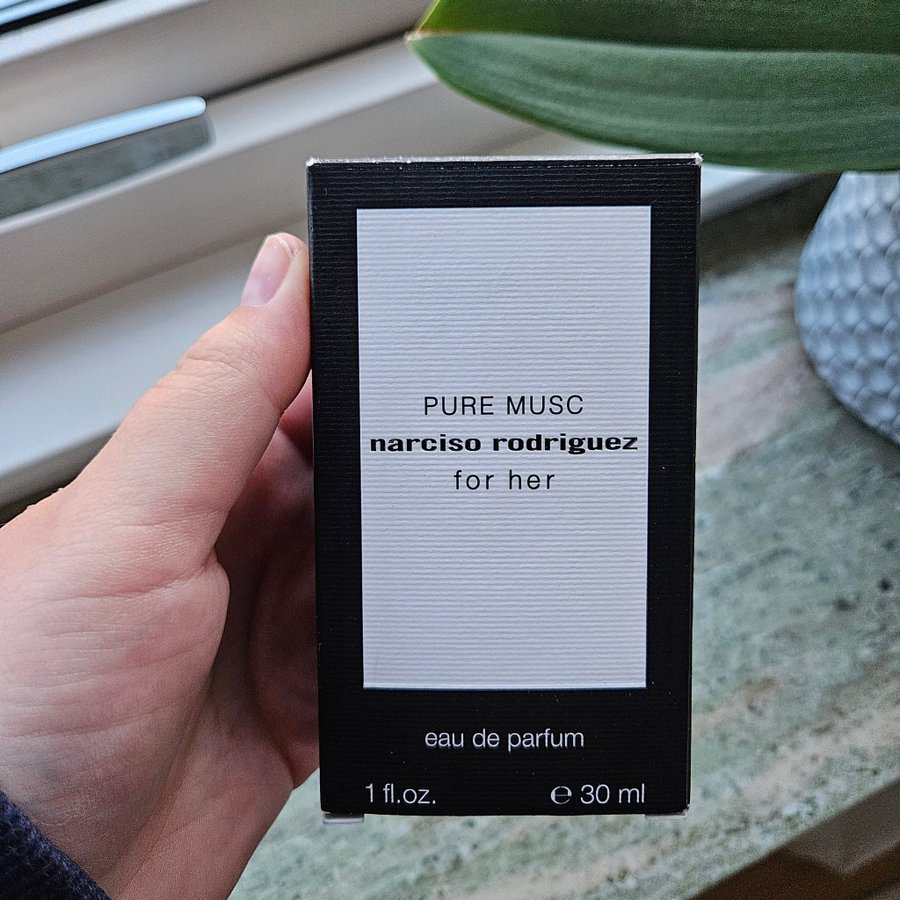 PURE MUSC
narciso rodriguez
for her
eau de parfum
1 fl.oz. ℮ 30 ml